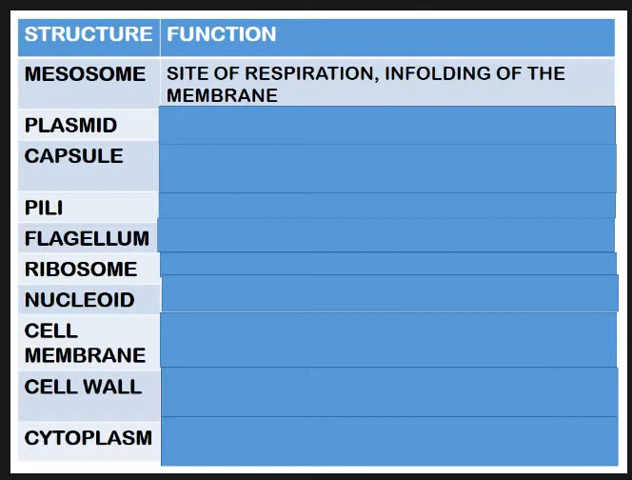 STRUCTURE FUNCTION
MESOSOME SITE OF RESPIRATION, INFOLDING OF THE
MEMBRANE
PLASMID
CAPSULE
PILI
FLAGELLUM
RIBOSOME
NUCLEOID
CELL
MEMBRANE
CELL WALL
CYTOPLASM